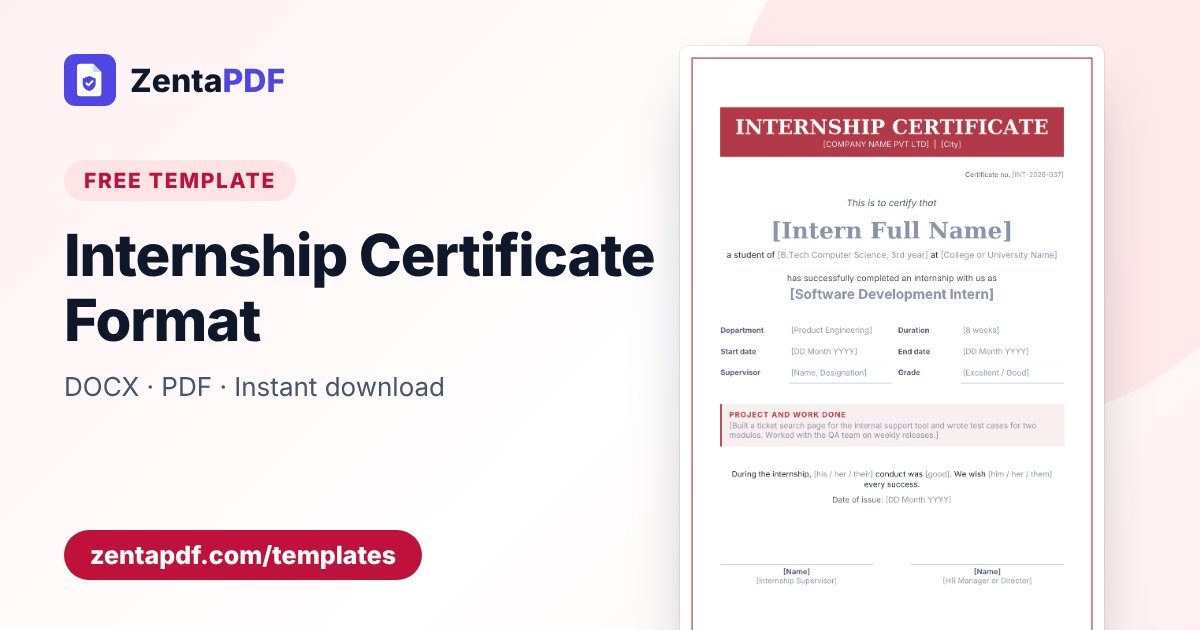 ZentaPDF
FREE TEMPLATE
Internship Certificate
Format
DOCX · PDF · Instant download
zentapdf.com/templates
INTERNSHIP CERTIFICATE
[COMPANY NAME PVT LTD] | [City]
Certificate no. [INT-2026-037]
This is to certify that
[Intern Full Name]
a student of [B.Tech Computer Science, 3rd year] at [College or University Name]
has successfully completed an internship with us as
[Software Development Intern]
Department [Product Engineering] Duration [8 weeks]
Start date [DD Month YYYY] End date [DD Month YYYY]
Supervisor [Name, Designation] Grade [Excellent / Good]
PROJECT AND WORK DONE
[Built a ticket search page for the internal support tool and wrote test cases for two
modules. Worked with the QA team on weekly releases.]
During the internship, [his / her / their] conduct was [good]. We wish [him / her / them]
every success.
Date of issue: [DD Month YYYY]
[Name] [Name]
[Internship Supervisor] [HR Manager or Director]